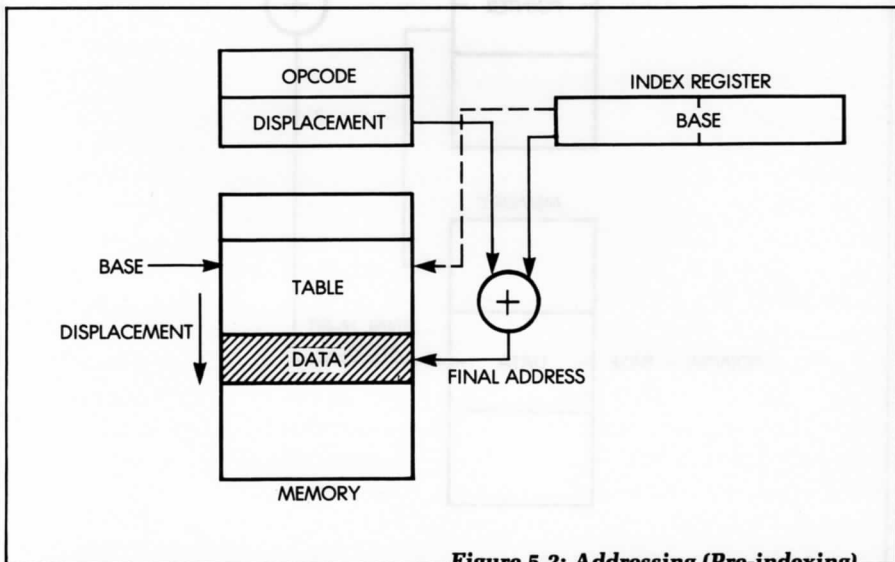 OPCODE
DISPLACEMENT
INDEX REGISTER
BASE
BASE
TABLE
DISPLACEMENT
DATA
FINAL ADDRESS
MEMORY
Figure 5.2: Addressing (Pre-indexing)